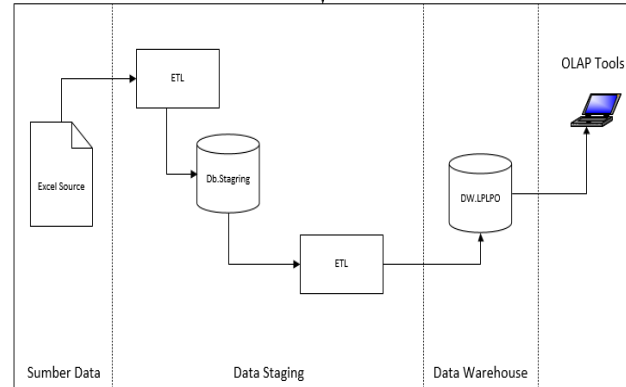 ETL
OLAP Tools
Excel Source
Db.Stagring
DW.LPLPO
ETL
Sumber Data
Data Staging
Data Warehouse